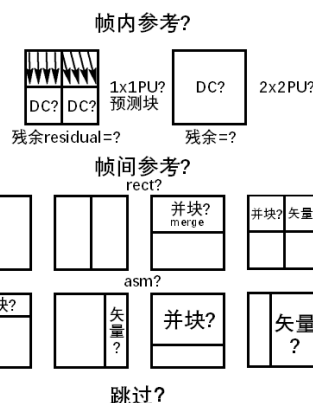 帧内参考?
DC? DC?
1x1PU?
预测块
DC?
2x2PU?
残余residual=?
残余=?
帧间参考?
rect?
并块?
merge
并块? 矢量
asm?
块?
矢量?
并块?
矢量?
跳过?